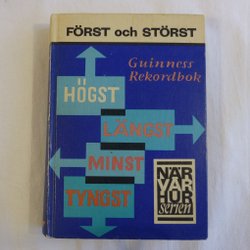 FÖRST och STÖRST
Guinness
Rekordbok
HÖGST
LÄNGST
MINST
TYNGST
NÄR
VAR
HUR
serien